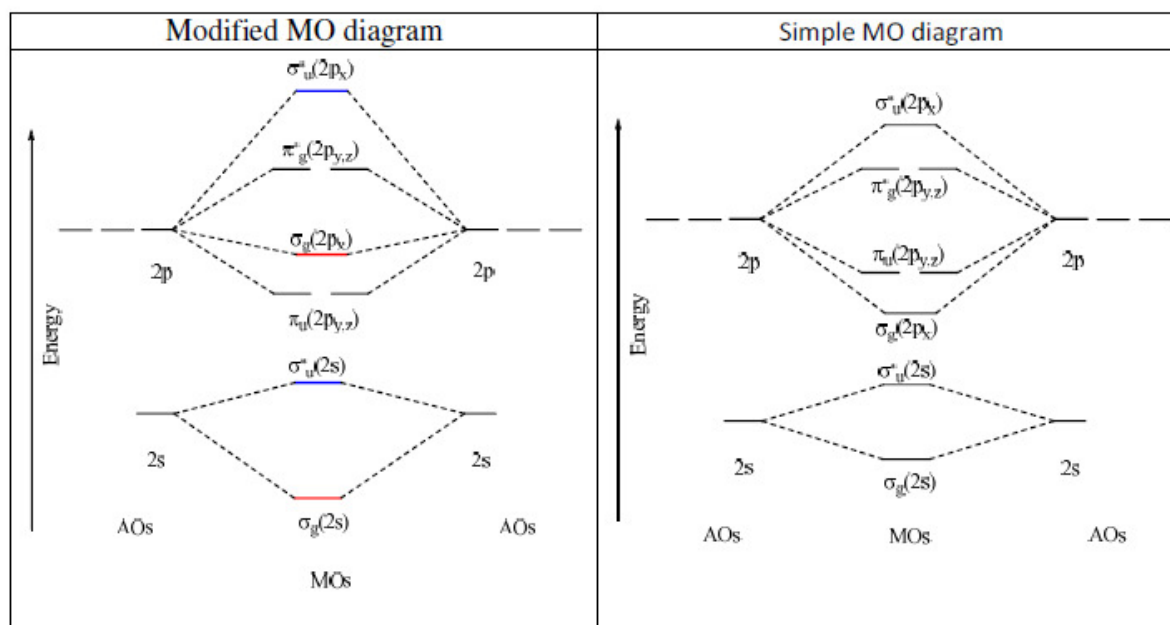 Modified MO diagram
σ*u(2px)
π*g(2py,z)
σg(2px)
2p
2p
πu(2py,z)
Energy
σ*u(2s)
2s
2s
σg(2s)
AOs
AOs
MOs
Simple MO diagram
σ*u(2px)
π*g(2py,z)
2p
πu(2py,z)
2p
σg(2px)
Energy
σ*u(2s)
2s
2s
σg(2s)
AOs
MOs
AOs